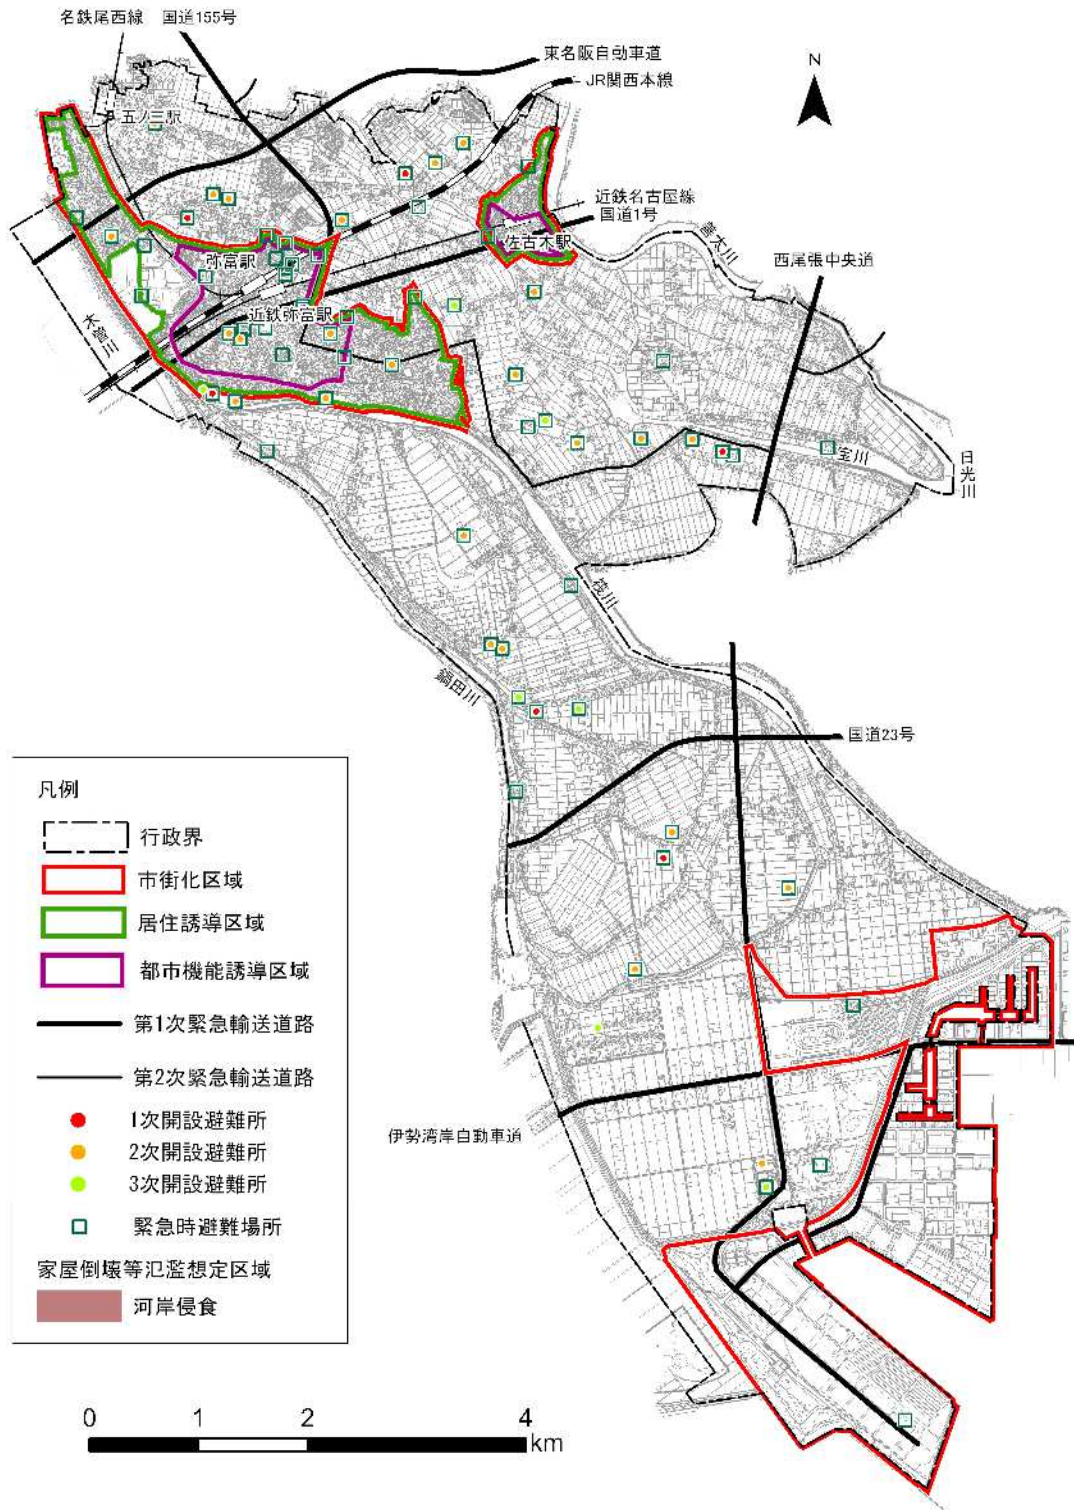 名鉄尾西線 国道155号
東名阪自動車道
JR関西本線
N
五ノ三駅
近鉄名古屋線
国道1号
佐古木駅
善太川
西尾張中央道
弥富駅
近鉄弥富駅
木曽川
宝川
日光川
筏川
鍋田川
国道23号
伊勢湾岸自動車道
凡例
行政界
市街化区域
居住誘導区域
都市機能誘導区域
第1次緊急輸送道路
第2次緊急輸送道路
1次開設避難所
2次開設避難所
3次開設避難所
緊急時避難場所
家屋倒壊等氾濫想定区域
河岸侵食
0 1 2 4
km